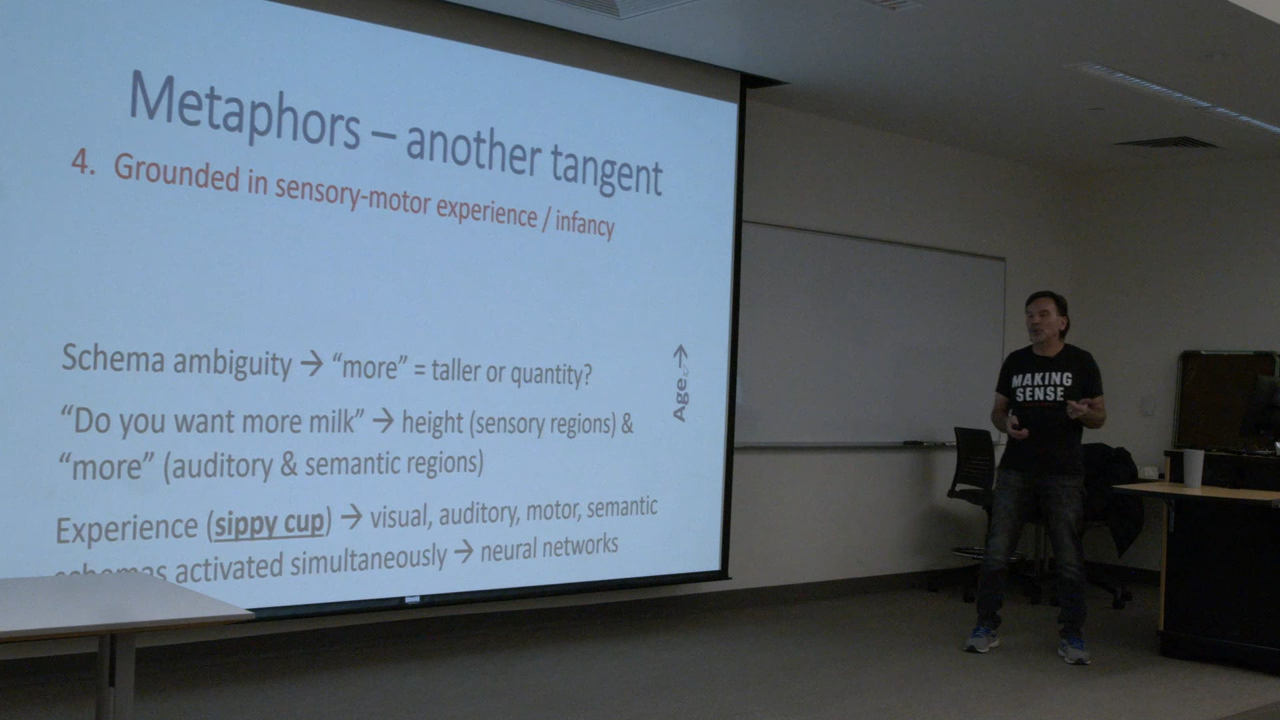 Metaphors – another tangent
4. Grounded in sensory-motor experience / infancy
Schema ambiguity → “more” = taller or quantity?
“Do you want more milk” → height (sensory regions) &
“more” (auditory & semantic regions)
Experience (sippy cup) → visual, auditory, motor, semantic
schemas activated simultaneously → neural networks
Age →
MAKING
SENSE